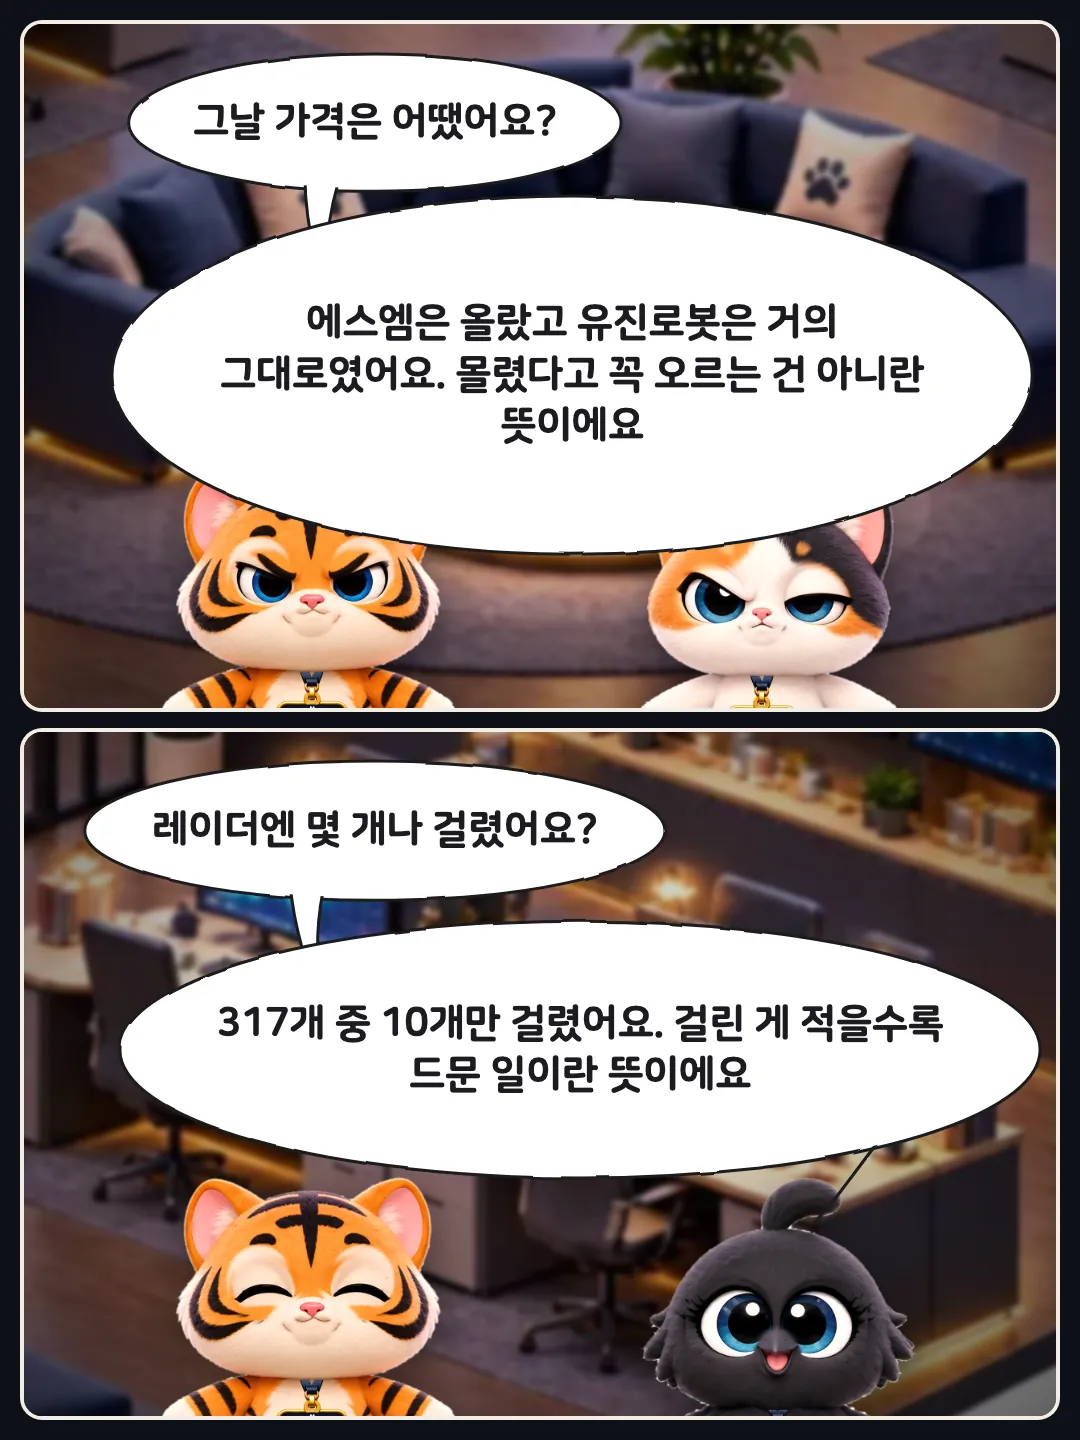 그날 가격은 어땠어요?
에스엠은 올랐고 유진로봇은 거의
그대로였어요. 몰렸다고 꼭 오르는 건 아니란
뜻이에요
레이더엔 몇 개나 걸렸어요?
317개 중 10개만 걸렸어요. 걸린 게 적을수록
드문 일이란 뜻이에요